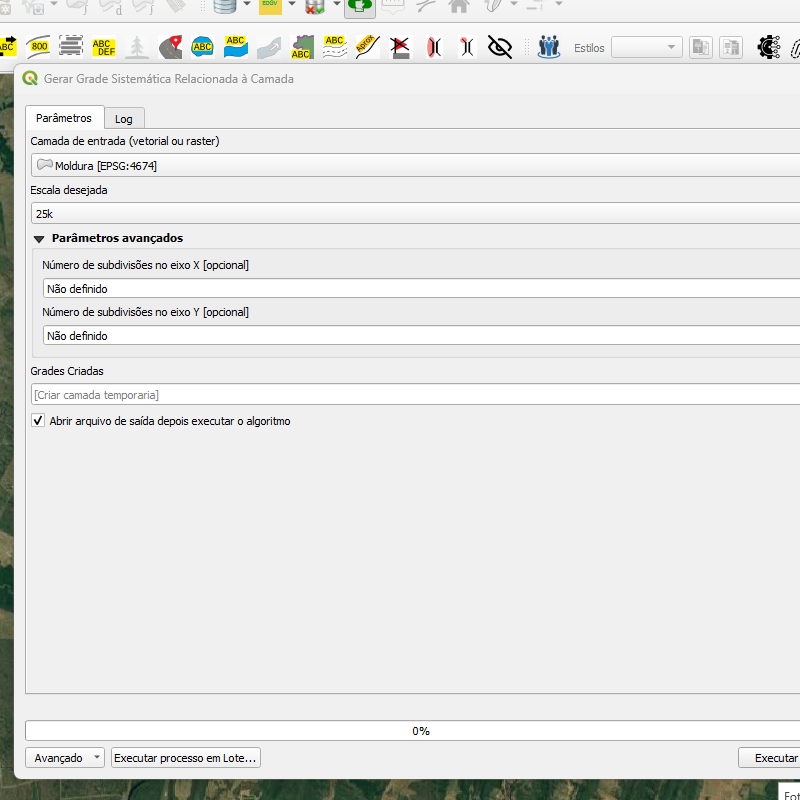 EDGV
ABC
800
ABC
DEF
ABC
ABC
ABC
ABC
Aprox
Estilos
Gerar Grade Sistemática Relacionada à Camada
Parâmetros
Log
Camada de entrada (vetorial ou raster)
Moldura [EPSG:4674]
Escala desejada
25k
Parâmetros avançados
Número de subdivisões no eixo X [opcional]
Não definido
Número de subdivisões no eixo Y [opcional]
Não definido
Grades Criadas
[Criar camada temporaria]
Abrir arquivo de saída depois executar o algoritmo
0%
Avançado
Executar processo em Lote...
Executar
Fot